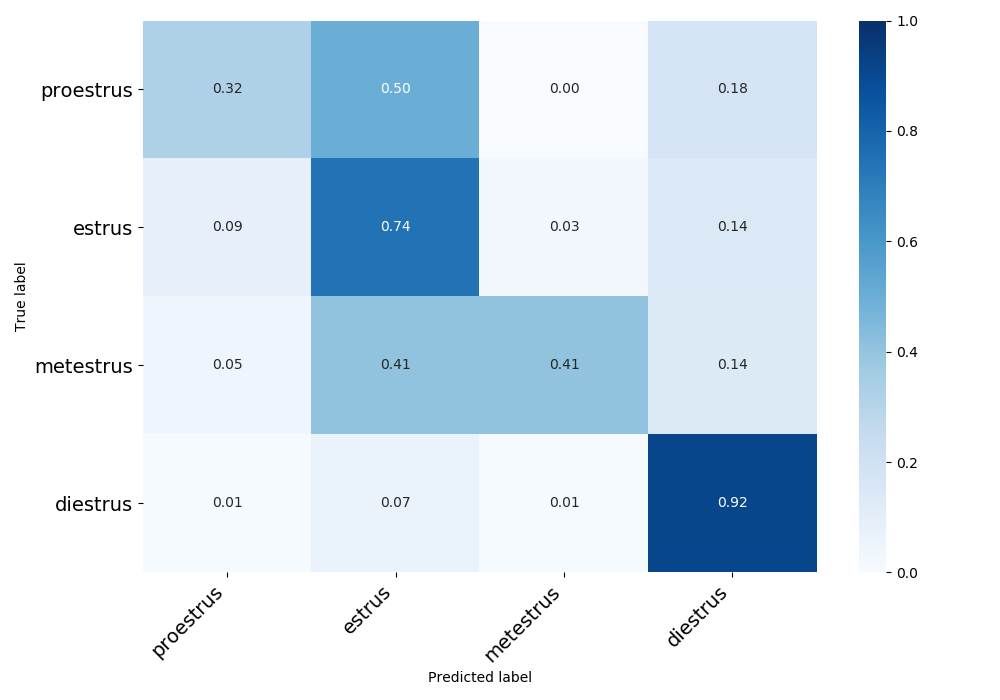 proestrus 0.32 0.50 0.00 0.18
estrus 0.09 0.74 0.03 0.14
metestrus 0.05 0.41 0.41 0.14
diestrus 0.01 0.07 0.01 0.92
True label
proestrus estrus metestrus diestrus
Predicted label
1.0
0.8
0.6
0.4
0.2
0.0